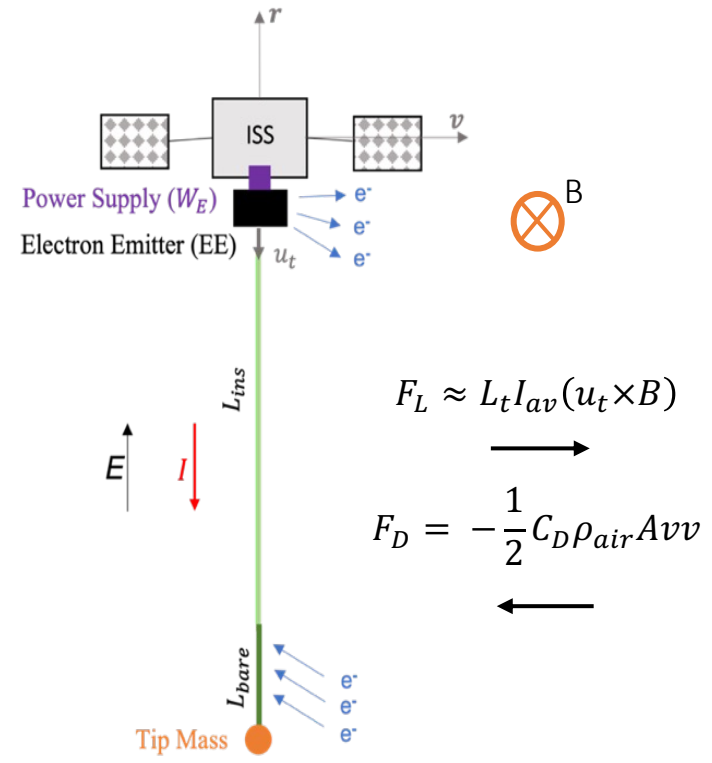 r
ISS
v
Power Supply (W_E)
e⁻
Electron Emitter (EE)
e⁻
u_t
e⁻
B
L_ins
F_L ≈ L_t I_av (u_t × B)
E
I
F_D = − 1/2 C_D ρ_air A v v
L_bare
e⁻
e⁻
e⁻
Tip Mass